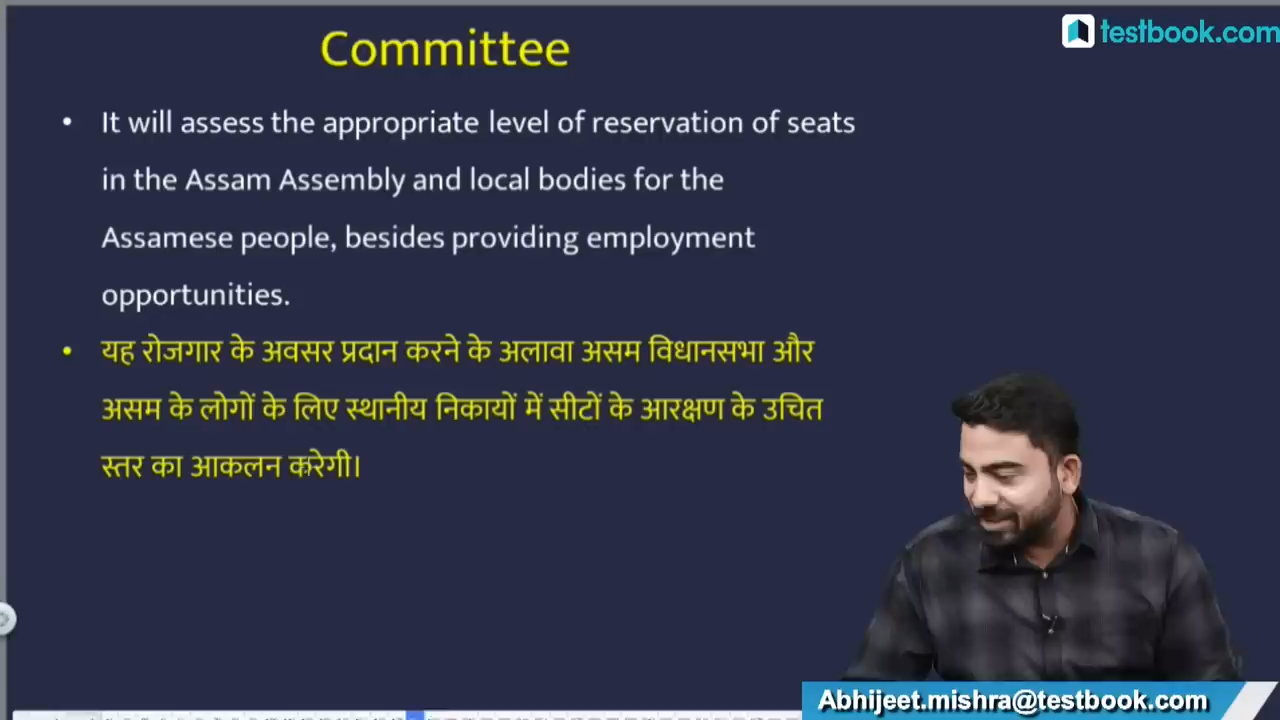 Committee
testbook.com
• It will assess the appropriate level of reservation of seats
in the Assam Assembly and local bodies for the
Assamese people, besides providing employment
opportunities.
• यह रोजगार के अवसर प्रदान करने के अलावा असम विधानसभा और
असम के लोगों के लिए स्थानीय निकायों में सीटों के आरक्षण के उचित
स्तर का आकलन करेगी।
Abhijeet.mishra@testbook.com